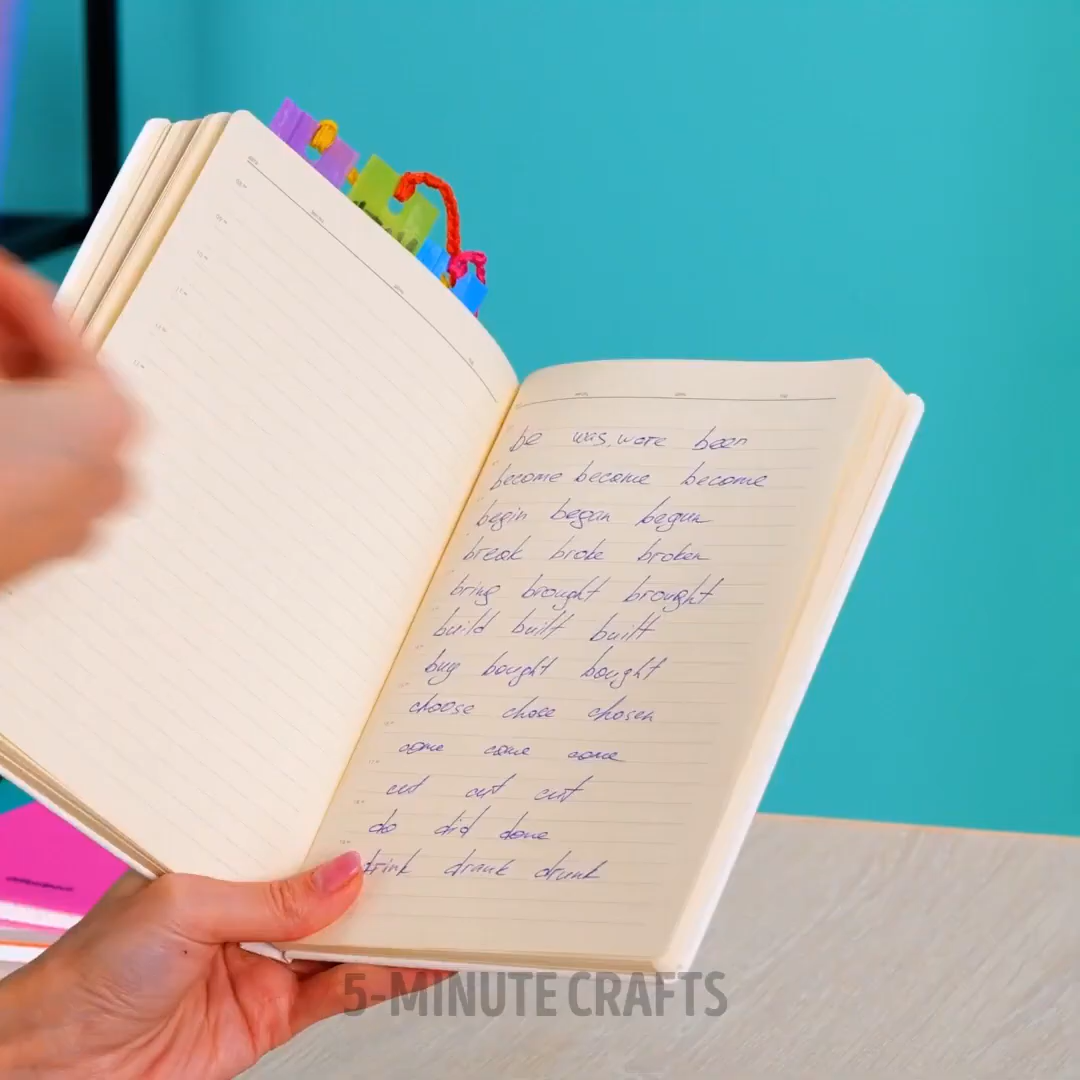 be was, were been
become became become
begin began begun
break broke broken
bring brought brought
build built built
buy bought bought
choose chose chosen
come came come
cut cut cut
do did done
drink drank drunk
5-MINUTE CRAFTS